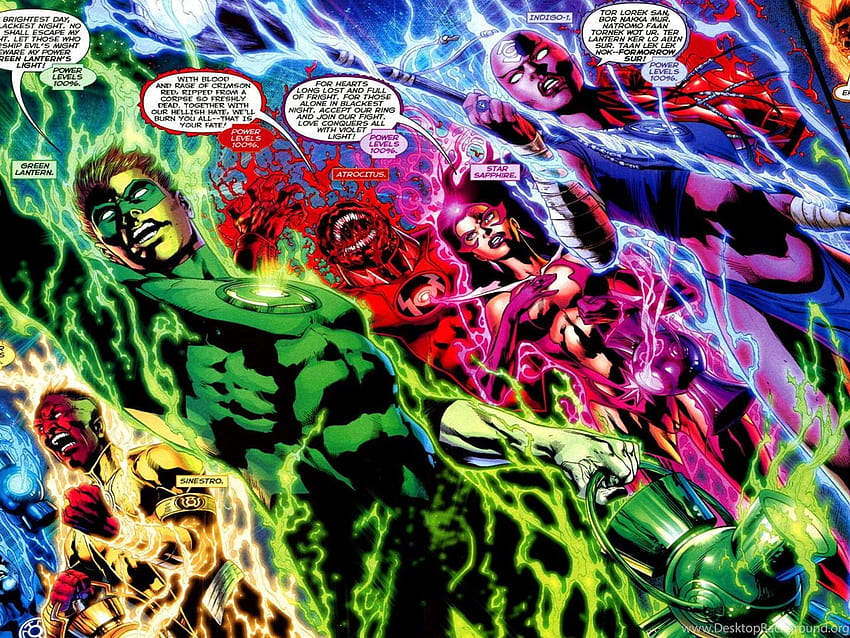 BRIGHTEST DAY,
BLACKEST NIGHT, NO
SHALL ESCAPE MY
T. LET THOSE WHO
SHIP EVIL'S MIGHT
EWARE MY POWER
REEN LANTERN'S
LIGHT!
POWER
LEVELS
100%.
GREEN
LANTERN.
WITH BLOOD
AND RAGE OF CRIMSON
RED, RIPPED FROM A
CORPSE SO FRESHLY
DEAD, TOGETHER WITH
OUR HELLISH HATE, WE'LL
BURN YOU ALL--THAT IS
YOUR FATE!
POWER
LEVELS
100%.
ATROCITUS.
FOR HEARTS
LONG LOST AND FULL
OF FRIGHT, FOR THOSE
ALONE IN BLACKEST
NIGHT, ACCEPT OUR RING
AND JOIN OUR FIGHT,
LOVE CONQUERS ALL
WITH VIOLET
LIGHT!
POWER
LEVELS
100%.
STAR
SAPPHIRE.
INDIGO-1.
TOR LOREK SAN,
BOR NAKKA MUR,
NATROMO FAAN
TORNEK WOT UR. TER
LANTERN KER LO ABIN
SUR. TAAN LEK LEK
NOK--FORMORROW
SUR!
POWER
LEVELS
100%.
SINESTRO.
www.DesktopBackground.org